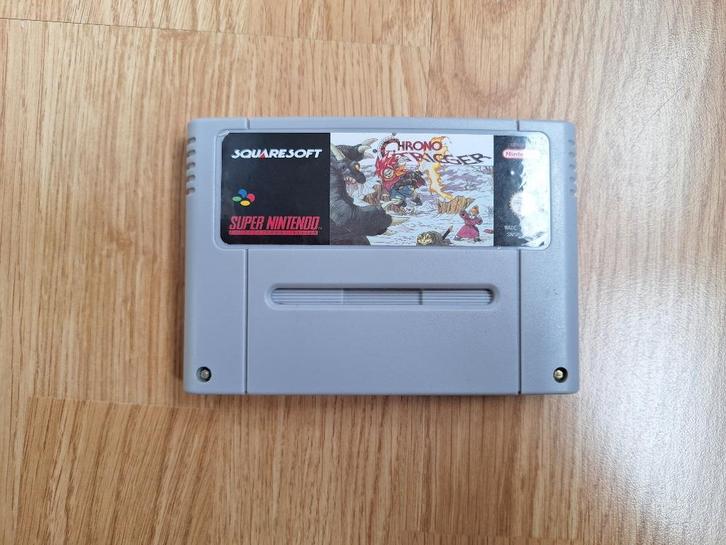 SQUARESOFT
CHRONO
TRIGGER
SUPER NINTENDO